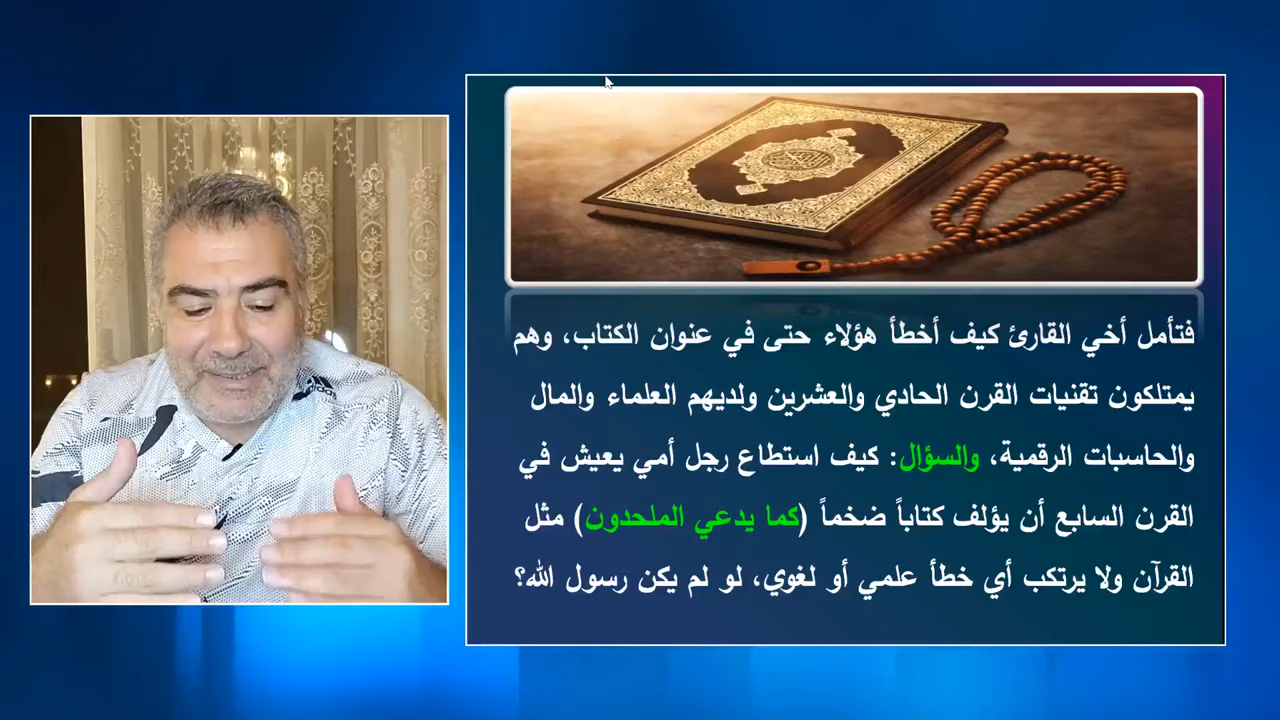 فتأمل أخي القارئ كيف أخطأ هؤلاء حتى في عنوان الكتاب، وهم
يمتلكون تقنيات القرن الحادي والعشرين ولديهم العلماء والمال
والحاسبات الرقمية، والسؤال: كيف استطاع رجل أمي يعيش في
القرن السابع أن يؤلف كتاباً ضخماً (كما يدعي الملحدون) مثل
القرآن ولا يرتكب أي خطأ علمي أو لغوي، لو لم يكن رسول الله؟